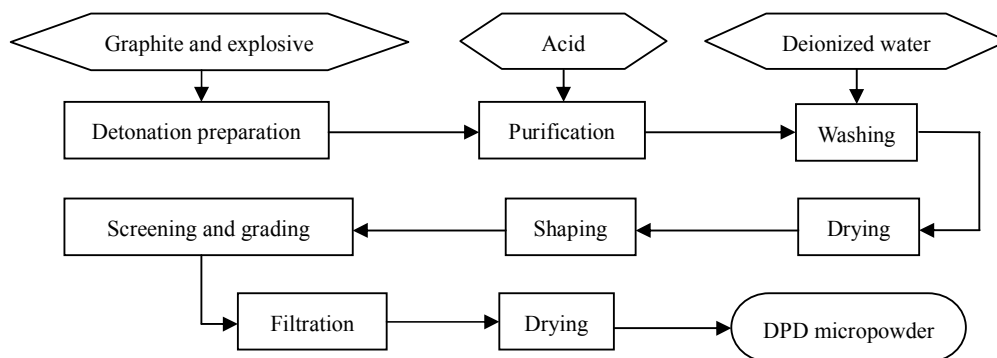 Graphite and explosive
Acid
Deionized water
Detonation preparation
Purification
Washing
Screening and grading
Shaping
Drying
Filtration
Drying
DPD micropowder